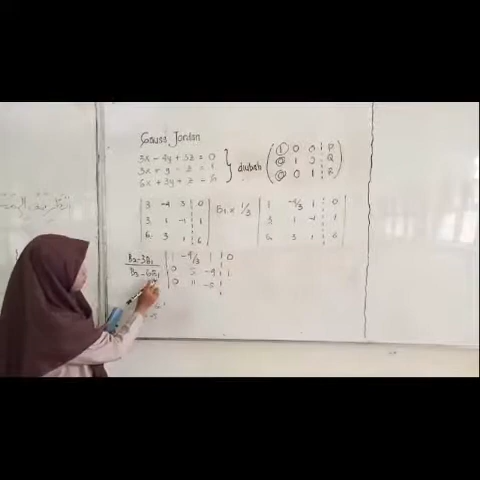 Gauss Jordan
3x - 4y + 3z = 0
3x + y - z = 1
6x + 3y + z = 6
diubah
1 0 0 P
0 1 0 Q
0 0 1 R
3 -4 3 0
3 1 -1 1
6 3 1 6
B1 = 1/3
1 -4/3 1 0
3 1 -1 1
6 3 1 6
B2 - 3B1
B3 - 6B1
1 -4/3 1 0
0 5 -4 1
0 11 -5